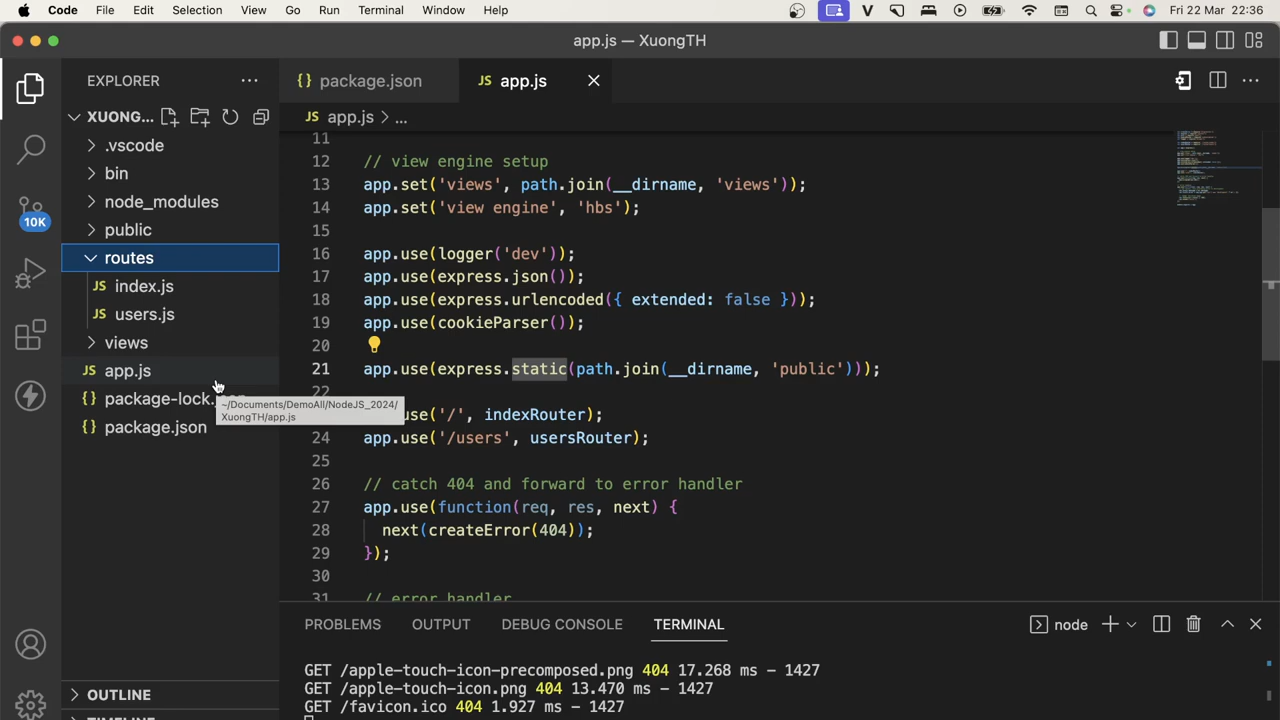 Code File Edit Selection View Go Run Terminal Window Help Fri 22 Mar 22:36
app.js — XuongTH
EXPLORER
XUONG...
.vscode
bin
node_modules
public
routes
JS index.js
JS users.js
views
JS app.js
{} package-lock.
{} package.json
OUTLINE
10K
~/Documents/DemoAll/NodeJS_2024/
XuongTH/app.js
{} package.json JS app.js
JS app.js > ...
11
12 // view engine setup
13 app.set('views', path.join(__dirname, 'views'));
14 app.set('view engine', 'hbs');
15
16 app.use(logger('dev'));
17 app.use(express.json());
18 app.use(express.urlencoded({ extended: false }));
19 app.use(cookieParser());
20
21 app.use(express.static(path.join(__dirname, 'public')));
22
use('/', indexRouter);
24 app.use('/users', usersRouter);
25
26 // catch 404 and forward to error handler
27 app.use(function(req, res, next) {
28 next(createError(404));
29 });
30
31 // error handler
PROBLEMS OUTPUT DEBUG CONSOLE TERMINAL node
GET /apple-touch-icon-precomposed.png 404 17.268 ms - 1427
GET /apple-touch-icon.png 404 13.470 ms - 1427
GET /favicon.ico 404 1.927 ms - 1427